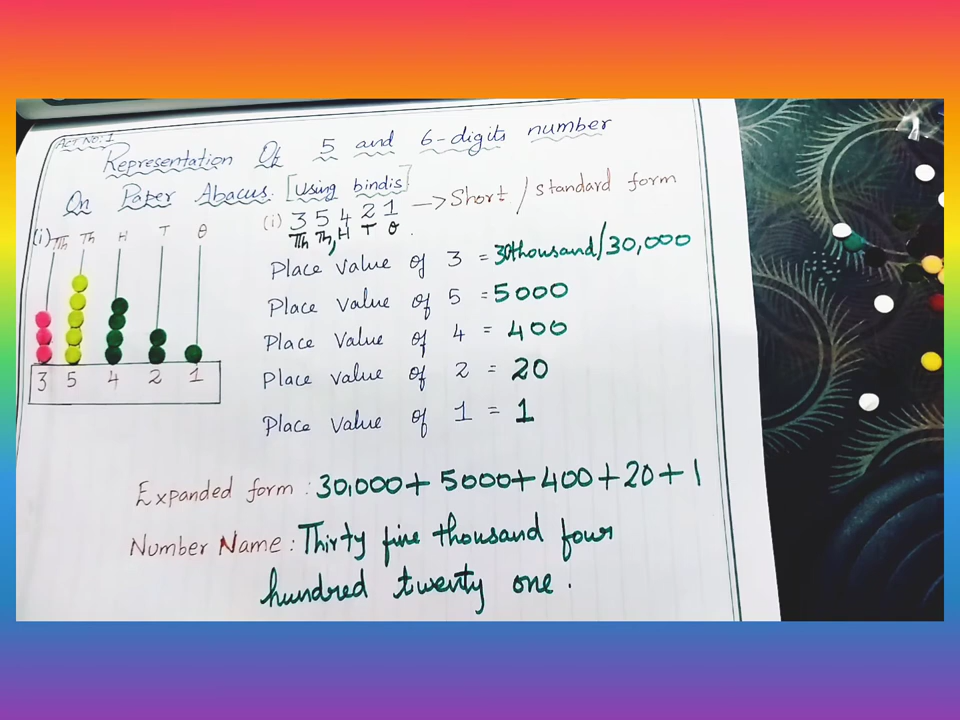 ACT NO: 1
Representation Of 5 and 6-digits number
On Paper Abacus. [Using bindis]
(i) 3 5 4 2 1 → Short / standard form
TTh Th, H T O.
(i) TTh Th H T O
Place value of 3 = 30thousand/30,000
Place value of 5 = 5000
Place value of 4 = 400
Place value of 2 = 20
Place value of 1 = 1
3 5 4 2 1
Expanded form : 30,000 + 5000 + 400 + 20 + 1
Number Name : Thirty five thousand four
hundred twenty one.